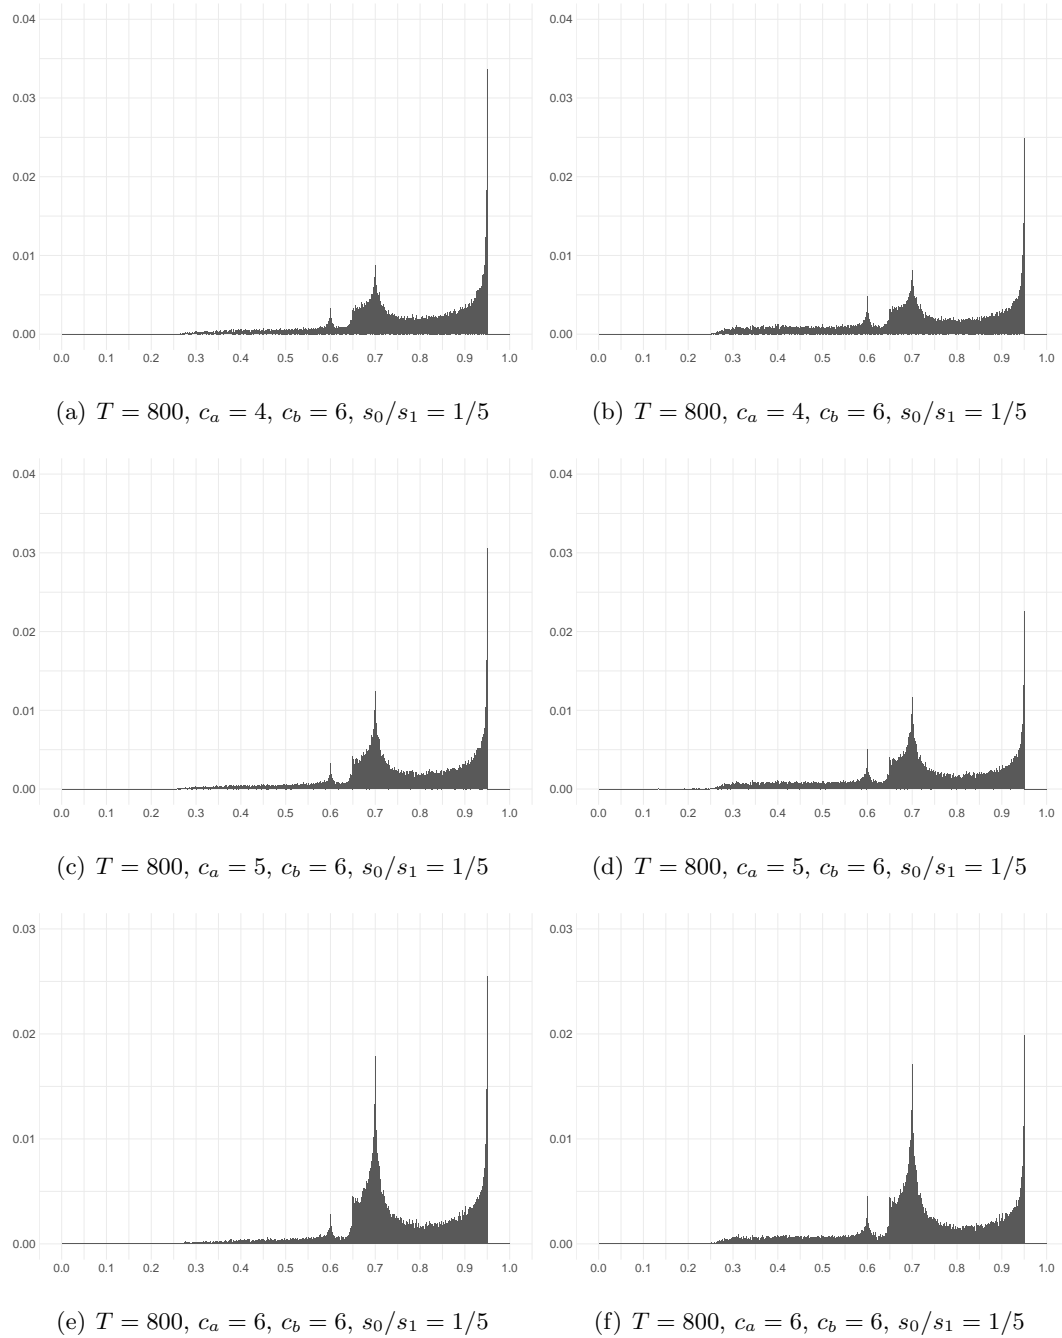 0.04 0.04
0.03 0.03
0.02 0.02
0.01 0.01
0.00 0.00
0.0 0.1 0.2 0.3 0.4 0.5 0.6 0.7 0.8 0.9 1.0 0.0 0.1 0.2 0.3 0.4 0.5 0.6 0.7 0.8 0.9 1.0
(a) T = 800, c_a = 4, c_b = 6, s_0/s_1 = 1/5 (b) T = 800, c_a = 4, c_b = 6, s_0/s_1 = 1/5
0.04 0.04
0.03 0.03
0.02 0.02
0.01 0.01
0.00 0.00
0.0 0.1 0.2 0.3 0.4 0.5 0.6 0.7 0.8 0.9 1.0 0.0 0.1 0.2 0.3 0.4 0.5 0.6 0.7 0.8 0.9 1.0
(c) T = 800, c_a = 5, c_b = 6, s_0/s_1 = 1/5 (d) T = 800, c_a = 5, c_b = 6, s_0/s_1 = 1/5
0.03 0.03
0.02 0.02
0.01 0.01
0.00 0.00
0.0 0.1 0.2 0.3 0.4 0.5 0.6 0.7 0.8 0.9 1.0 0.0 0.1 0.2 0.3 0.4 0.5 0.6 0.7 0.8 0.9 1.0
(e) T = 800, c_a = 6, c_b = 6, s_0/s_1 = 1/5 (f) T = 800, c_a = 6, c_b = 6, s_0/s_1 = 1/5